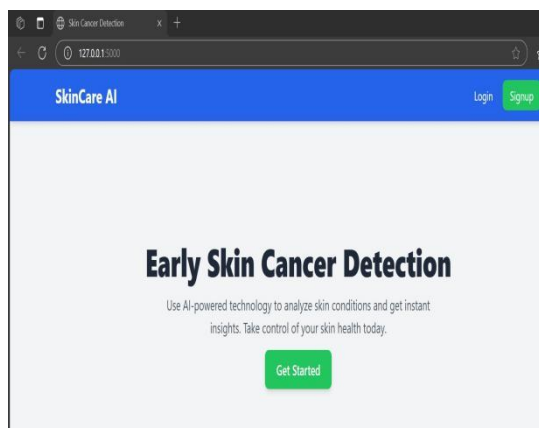 Skin Cancer Detection
127.0.0.1:5000
SkinCare AI
Login
Signup
Early Skin Cancer Detection
Use AI-powered technology to analyze skin conditions and get instant
insights. Take control of your skin health today.
Get Started